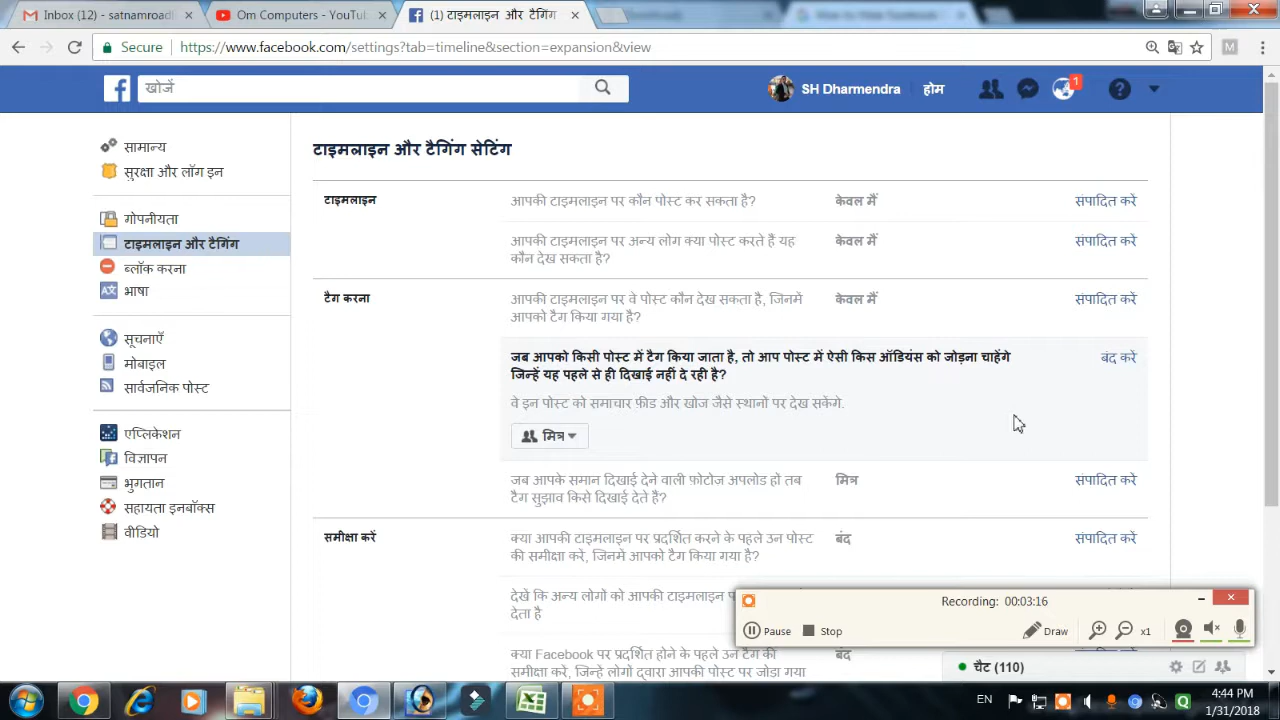 Inbox (12) - satnamroadl
Om Computers - YouTub
(1) टाइमलाइन और टैगिंग
Secure
https://www.facebook.com/settings?tab=timeline&section=expansion&view
M
खोजें
SH Dharmendra
होम
1
सामान्य
सुरक्षा और लॉग इन
गोपनीयता
टाइमलाइन और टैगिंग
ब्लॉक करना
भाषा
सूचनाएँ
मोबाइल
सार्वजनिक पोस्ट
एप्लिकेशन
विज्ञापन
भुगतान
सहायता इनबॉक्स
वीडियो
टाइमलाइन और टैगिंग सेटिंग
टाइमलाइन
आपकी टाइमलाइन पर कौन पोस्ट कर सकता है?
केवल मैं
संपादित करें
आपकी टाइमलाइन पर अन्य लोग क्या पोस्ट करते हैं यह
कौन देख सकता है?
केवल मैं
संपादित करें
टैग करना
आपकी टाइमलाइन पर वे पोस्ट कौन देख सकता है, जिनमें
आपको टैग किया गया है?
केवल मैं
संपादित करें
जब आपको किसी पोस्ट में टैग किया जाता है, तो आप पोस्ट में ऐसी किस ऑडियंस को जोड़ना चाहेंगे
जिन्हें यह पहले से ही दिखाई नहीं दे रही है?
बंद करें
वे इन पोस्ट को समाचार फ़ीड और खोज जैसे स्थानों पर देख सकेंगे.
मित्र
जब आपके समान दिखाई देने वाली फ़ोटोज अपलोड हो तब
टैग सुझाव किसे दिखाई देते हैं?
मित्र
संपादित करें
समीक्षा करें
क्या आपकी टाइमलाइन पर प्रदर्शित करने के पहले उन पोस्ट
की समीक्षा करें, जिनमें आपको टैग किया गया है?
बंद
संपादित करें
देखें कि अन्य लोगों को आपकी टाइमलाइन प
देता है
क्या Facebook पर प्रदर्शित होने के पहले उन टैग की
समीक्षा करें, जिन्हें लोगों द्वारा आपकी पोस्ट पर जोड़ा गया
बंद
Recording: 00:03:16
Pause
Stop
Draw
x1
चैट (110)
EN
4:44 PM
1/31/2018